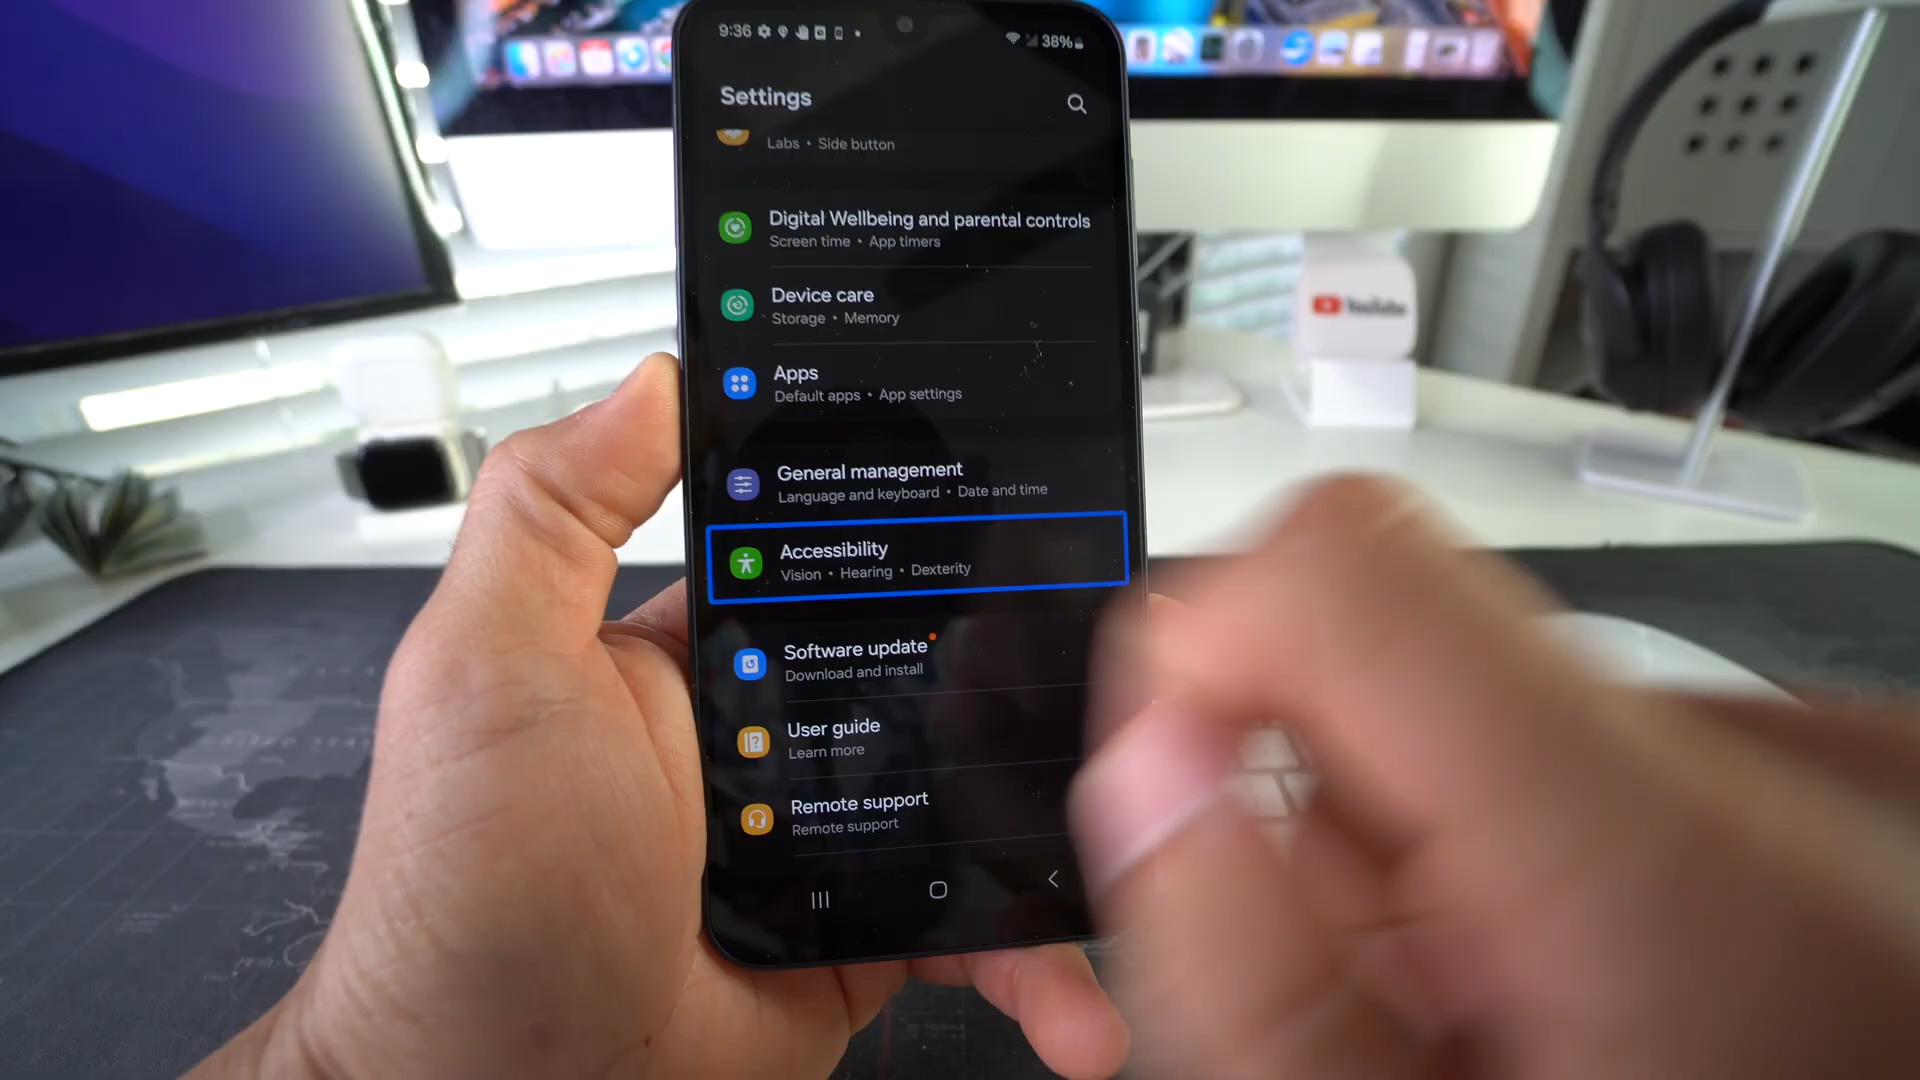 9:36
38%
Settings
Labs • Side button
Digital Wellbeing and parental controls
Screen time • App timers
Device care
Storage • Memory
Apps
Default apps • App settings
General management
Language and keyboard • Date and time
Accessibility
Vision • Hearing • Dexterity
Software update
Download and install
User guide
Learn more
Remote support
Remote support
YouTube